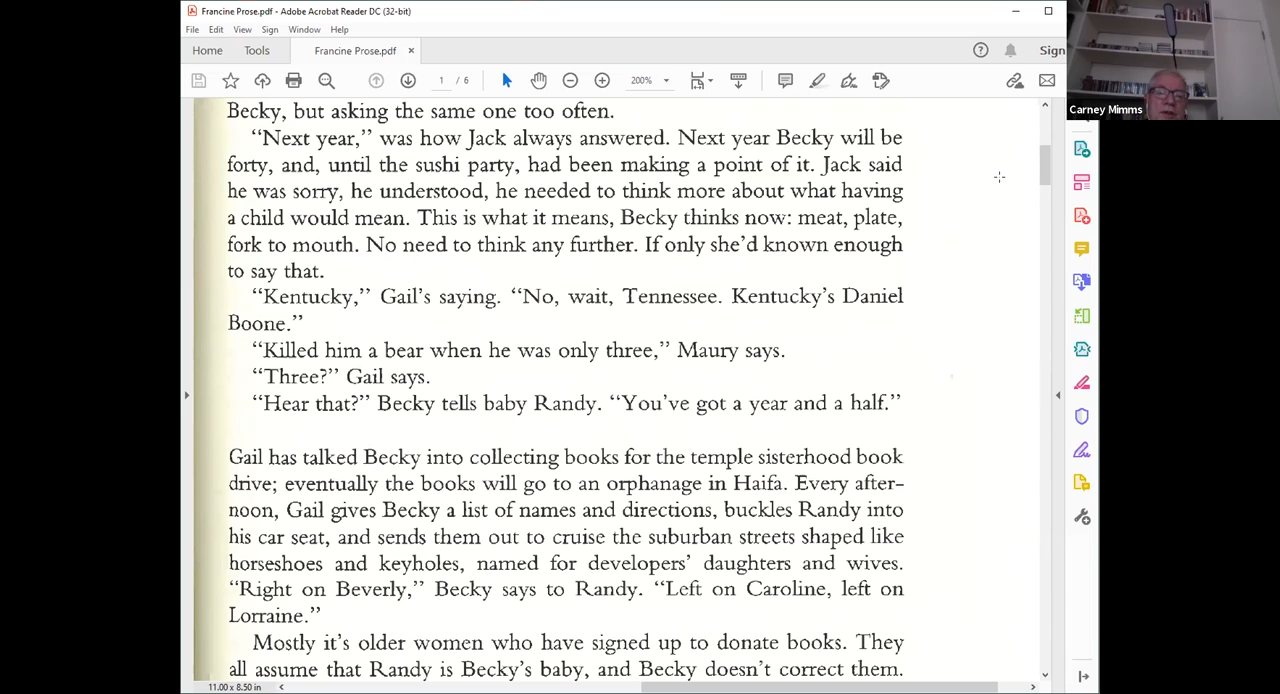 Francine Prose.pdf - Adobe Acrobat Reader DC (32-bit)
File Edit View Sign Window Help
Home Tools Francine Prose.pdf × Sign
1 / 6 200%
Carney Mimms
Becky, but asking the same one too often.
“Next year,” was how Jack always answered. Next year Becky will be
forty, and, until the sushi party, had been making a point of it. Jack said
he was sorry, he understood, he needed to think more about what having
a child would mean. This is what it means, Becky thinks now: meat, plate,
fork to mouth. No need to think any further. If only she’d known enough
to say that.
“Kentucky,” Gail’s saying. “No, wait, Tennessee. Kentucky’s Daniel
Boone.”
“Killed him a bear when he was only three,” Maury says.
“Three?” Gail says.
“Hear that?” Becky tells baby Randy. “You’ve got a year and a half.”
Gail has talked Becky into collecting books for the temple sisterhood book
drive; eventually the books will go to an orphanage in Haifa. Every after-
noon, Gail gives Becky a list of names and directions, buckles Randy into
his car seat, and sends them out to cruise the suburban streets shaped like
horseshoes and keyholes, named for developers’ daughters and wives.
“Right on Beverly,” Becky says to Randy. “Left on Caroline, left on
Lorraine.”
Mostly it’s older women who have signed up to donate books. They
all assume that Randy is Becky’s baby, and Becky doesn’t correct them.
11.00 x 8.50 in